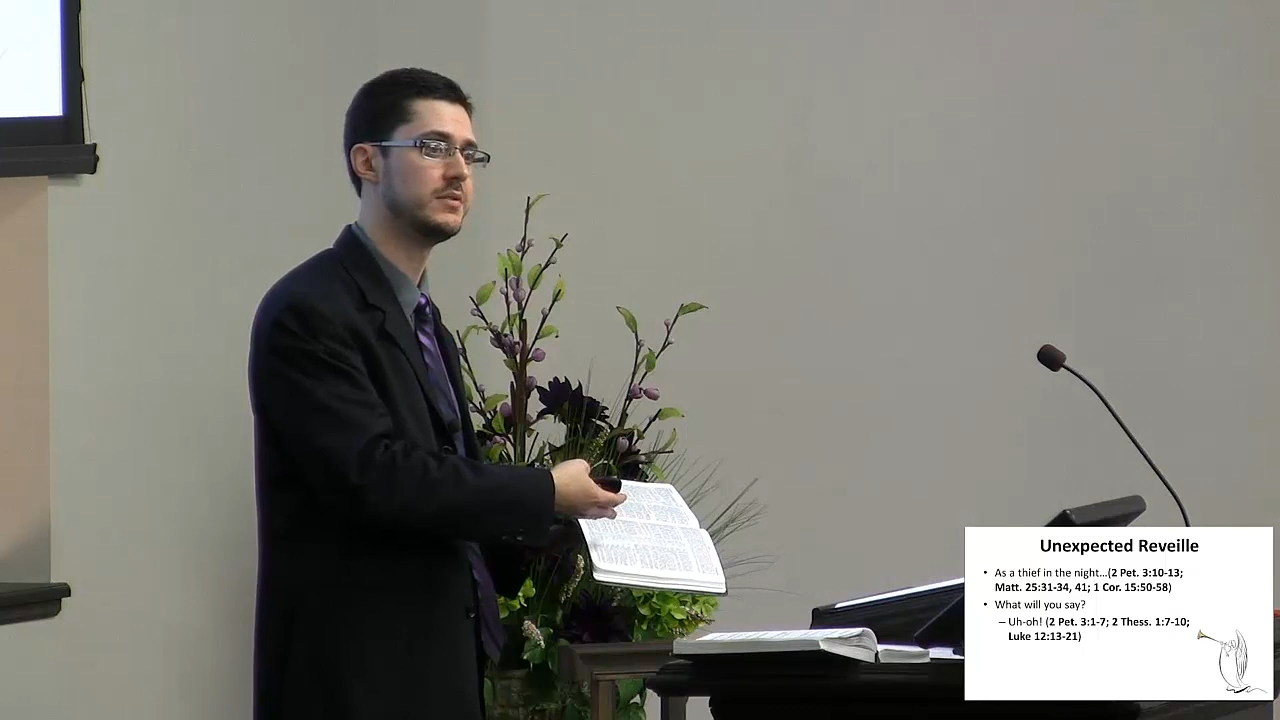 Unexpected Reveille
• As a thief in the night…(2 Pet. 3:10-13;
Matt. 25:31-34, 41; 1 Cor. 15:50-58)
• What will you say?
– Uh-oh! (2 Pet. 3:1-7; 2 Thess. 1:7-10;
Luke 12:13-21)